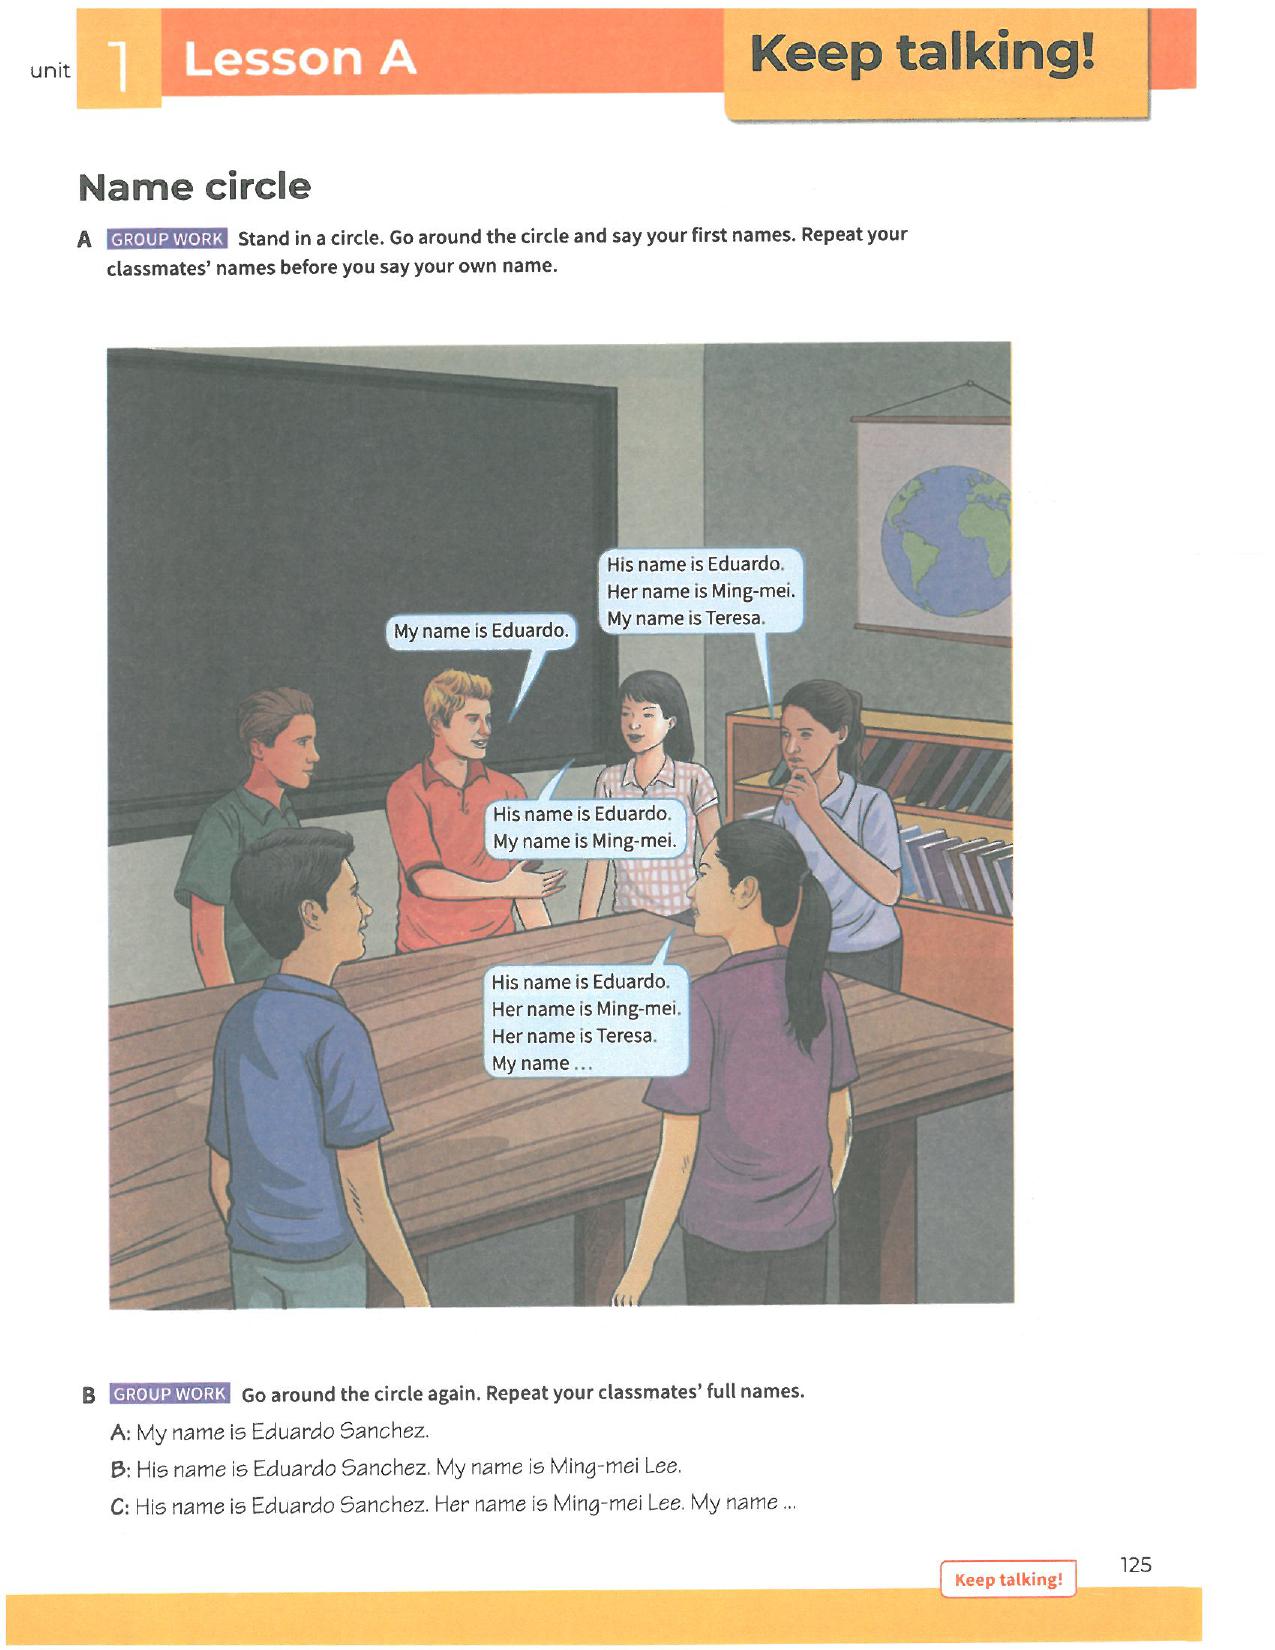 unit 1 Lesson A Keep talking!
Name circle
A GROUP WORK Stand in a circle. Go around the circle and say your first names. Repeat your
classmates’ names before you say your own name.
His name is Eduardo.
Her name is Ming-mei.
My name is Teresa.
My name is Eduardo.
His name is Eduardo.
My name is Ming-mei.
His name is Eduardo.
Her name is Ming-mei.
Her name is Teresa.
My name ...
B GROUP WORK Go around the circle again. Repeat your classmates’ full names.
A: My name is Eduardo Sanchez.
B: His name is Eduardo Sanchez. My name is Ming-mei Lee.
C: His name is Eduardo Sanchez. Her name is Ming-mei Lee. My name ...
Keep talking! 125